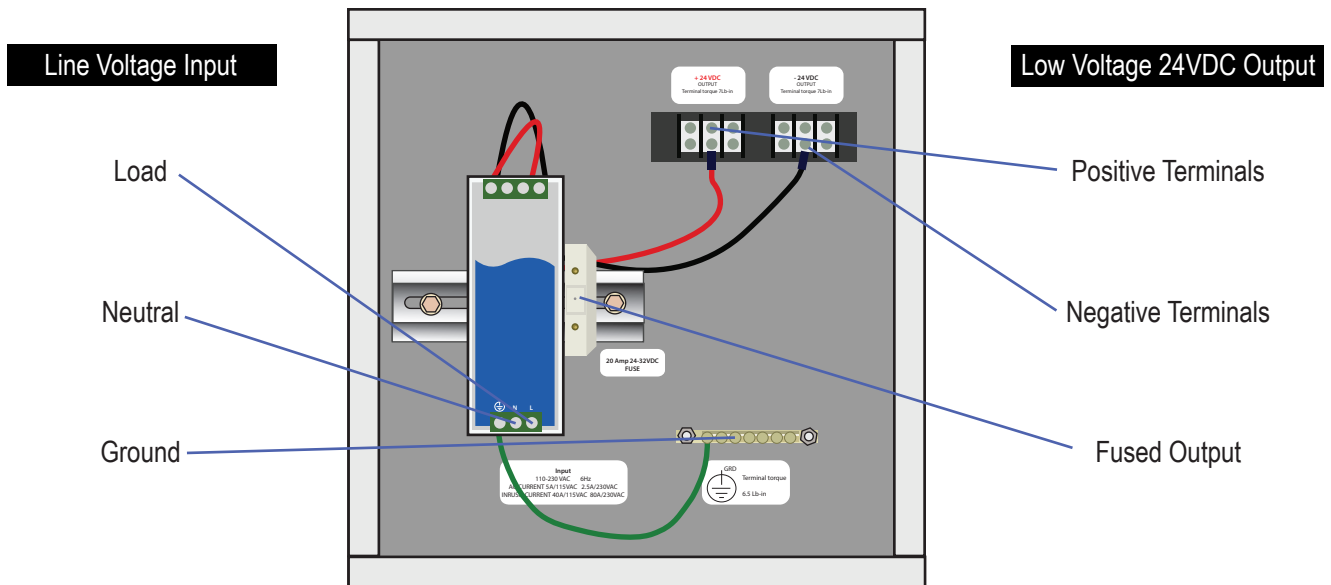 Line Voltage Input
Low Voltage 24VDC Output
+ 24 VDC
OUTPUT
Terminal torque 7Lb-in
- 24 VDC
OUTPUT
Terminal torque 7Lb-in
Load
Neutral
Ground
Positive Terminals
Negative Terminals
Fused Output
20 Amp 24-32VDC
FUSE
N L
Input
110-230 VAC 6Hz
CURRENT 5A/115VAC 2.5A/230VAC
CURRENT 40A/115VAC 80A/230VAC
GRD
Terminal torque
6.5 Lb-in